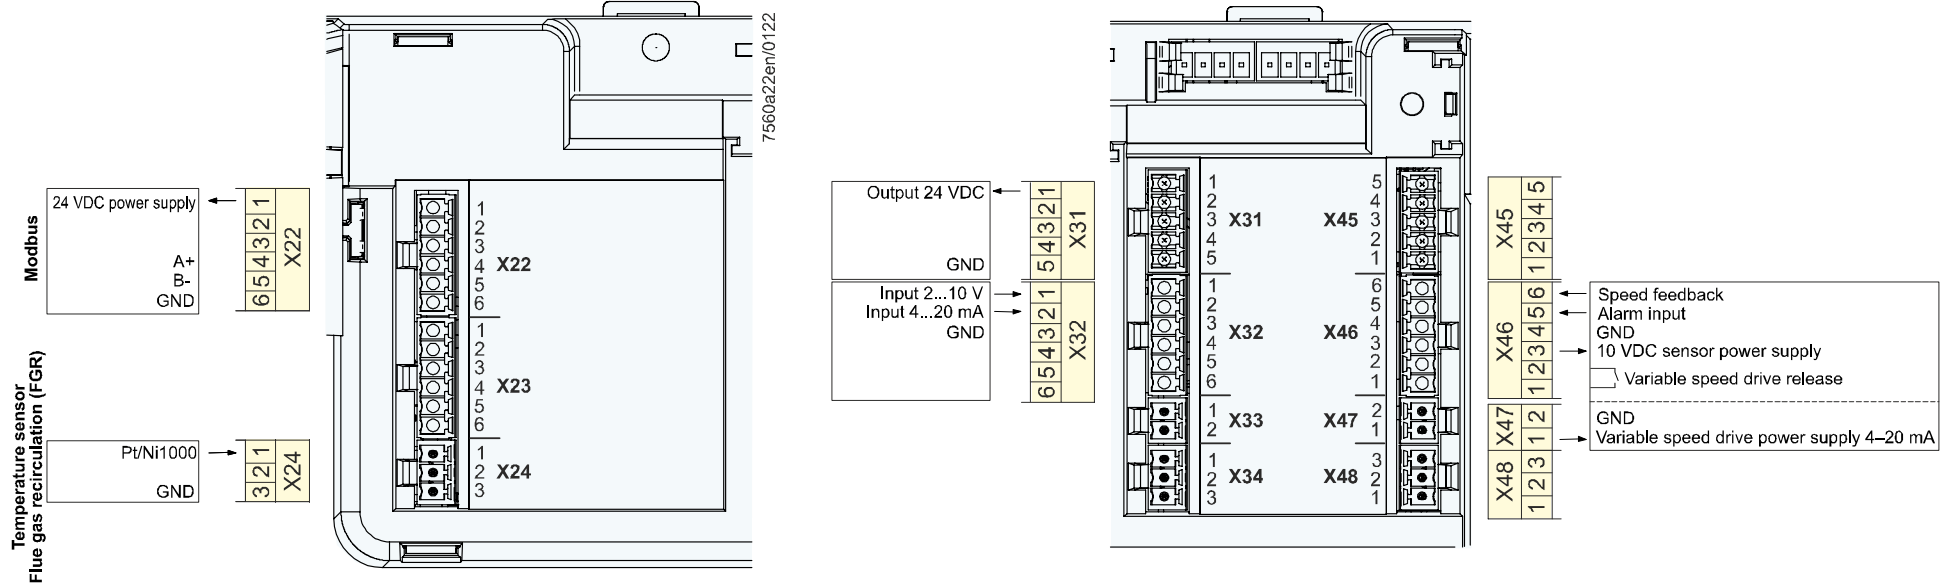 7560a22en/0122
Modbus
24 VDC power supply
A+
B-
GND
1
2
3
4
5
6
X22
Temperature sensor
Flue gas recirculation (FGR)
Pt/Ni1000
GND
1
2
3
X24
1
2
3
4
5
6
X22
1
2
3
4
5
6
X23
1
2
3
X24
Output 24 VDC
GND
1
2
3
4
5
X31
Input 2...10 V
Input 4...20 mA
GND
1
2
3
4
5
6
X32
1
2
3
4
5
X31
1
2
3
4
5
6
X32
1
2
X33
1
2
3
X34
5
4
3
2
1
X45
6
5
4
3
2
1
X46
2
1
X47
3
2
1
X48
X45
5
4
3
2
1
X46
6
5
4
3
2
1
X47
2
1
X48
3
2
1
Speed feedback
Alarm input
GND
10 VDC sensor power supply
Variable speed drive release
GND
Variable speed drive power supply 4–20 mA